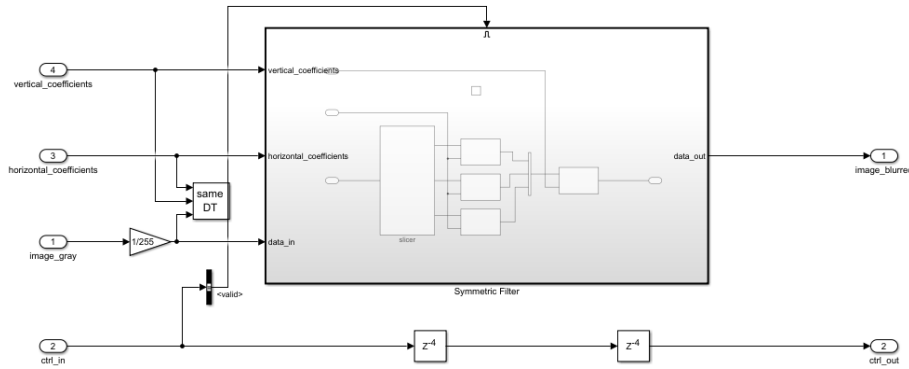 4
vertical_coefficients
3
horizontal_coefficients
same
DT
1
image_gray
1/255
<valid>
2
ctrl_in
vertical_coefficients
horizontal_coefficients
data_in
slicer
data_out
Symmetric Filter
1
image_blurred
Z-4
Z-4
2
ctrl_out